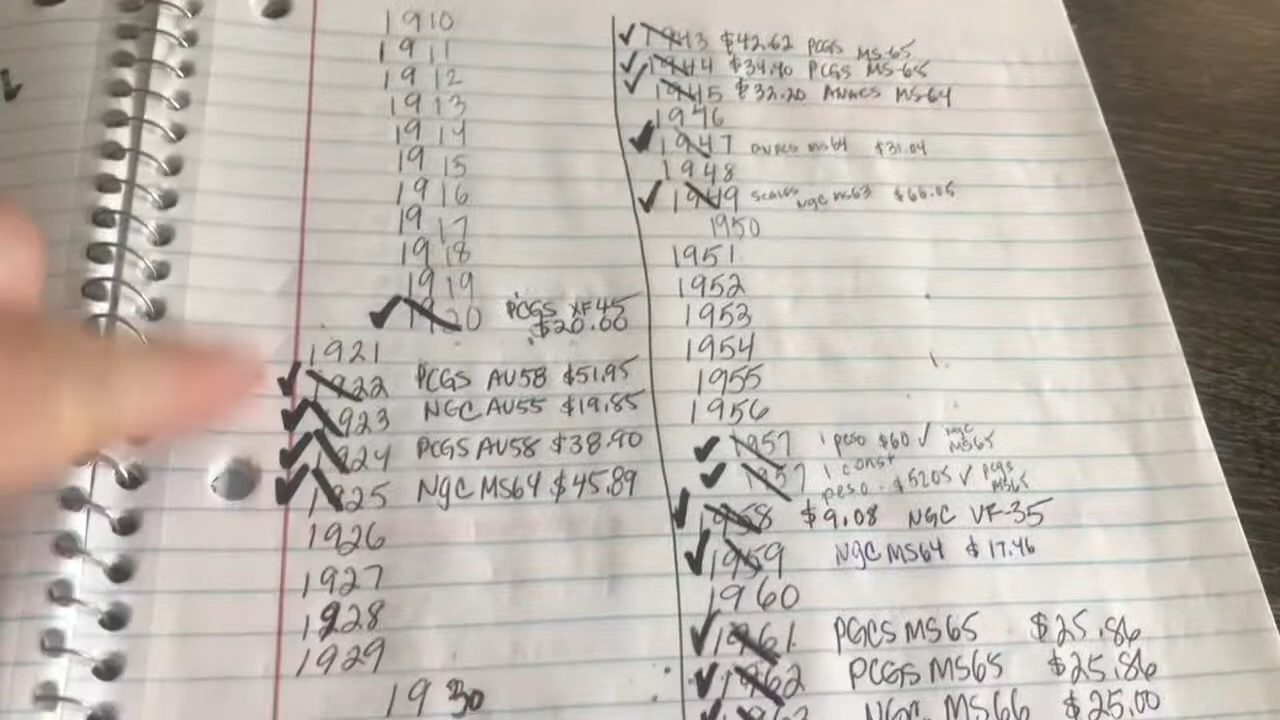 1910
1911
1912
1913
1914
1915
1916
1917
1918
1919
1920 PCGS XF45
$20.00
1921
1922 PCGS AU58 $51.95
1923 NGC AU55 $19.85
1924 PCGS AU58 $38.90
1925 NGC MS64 $45.89
1926
1927
1928
1929
1930
1943 $42.62 PCGS MS-65
1944 $34.90 PCGS MS-65
1945 $32.20 ANACS MS64
1946
1947 anacs ms64 $31.04
1948
1949 NGC ms63 $66.05
1950
1951
1952
1953
1954
1955
1956
1957 1 peso $60 ✓ NGC MS65
1957 1 const peso $5205 ✓ PCGS MS65
1958 $9.08 NGC VF-35
1959 NGC MS64 $17.46
1960
1961 PGCS MS65 $25.86
1962 PCGS MS65 $25.86
1963 NGC MS66 $25.00